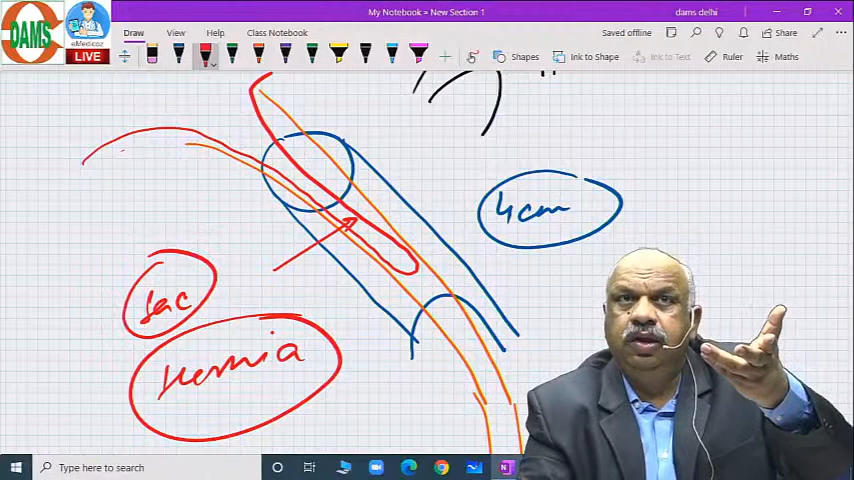 My Notebook » New Section 1
dams delhi
DAMS
eMedicoz
LIVE
Draw
View
Help
Class Notebook
Saved offline
Share
Shapes
Ink to Shape
Ink to Text
Ruler
Maths
4cm
Sac
Hernia
Type here to search